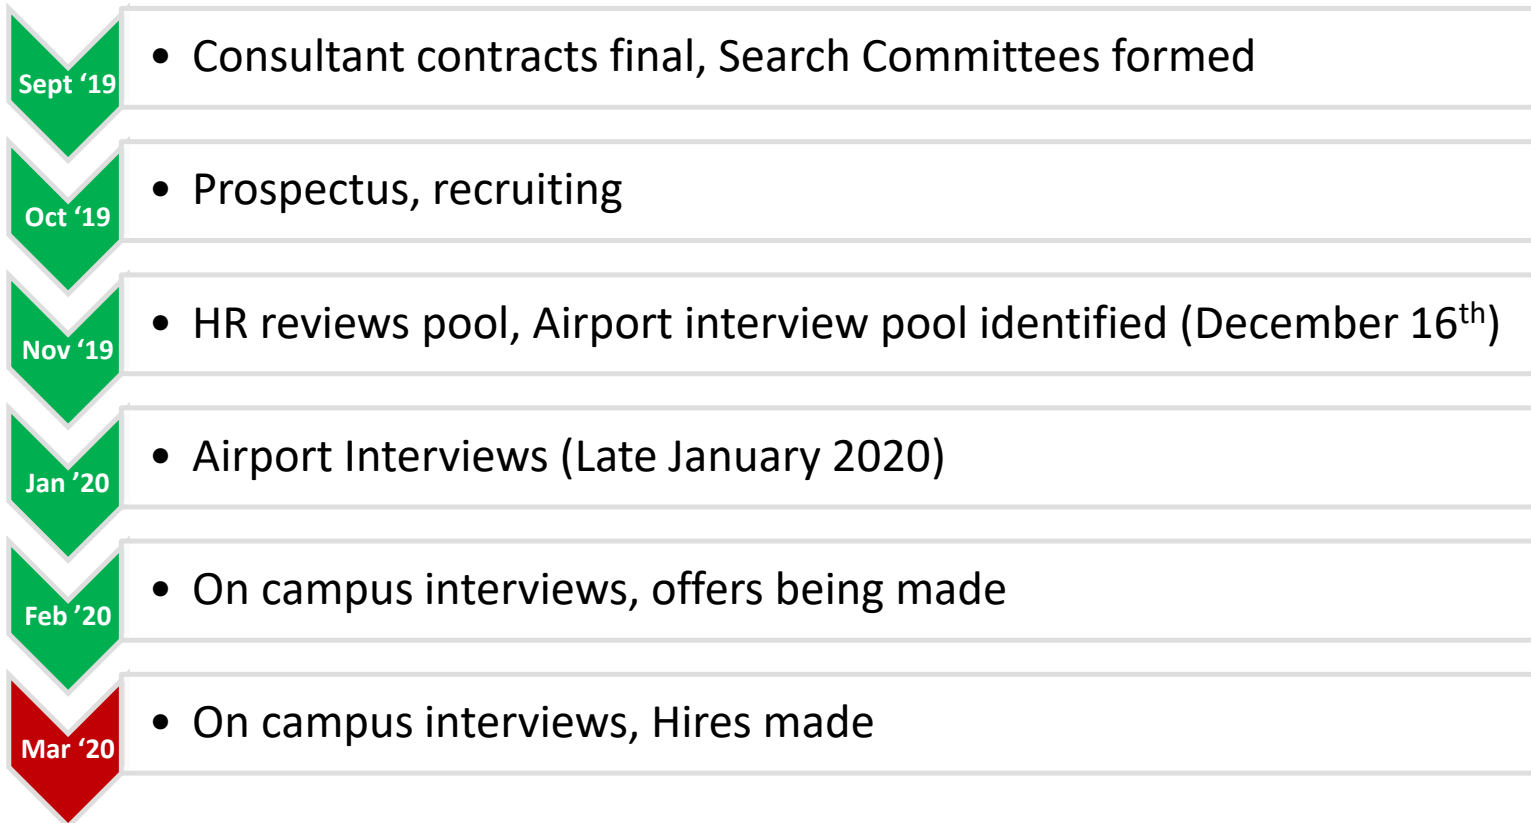 Sept ‘19
• Consultant contracts final, Search Committees formed
Oct ‘19
• Prospectus, recruiting
Nov ‘19
• HR reviews pool, Airport interview pool identified (December 16th)
Jan ’20
• Airport Interviews (Late January 2020)
Feb ’20
• On campus interviews, offers being made
Mar ‘20
• On campus interviews, Hires made